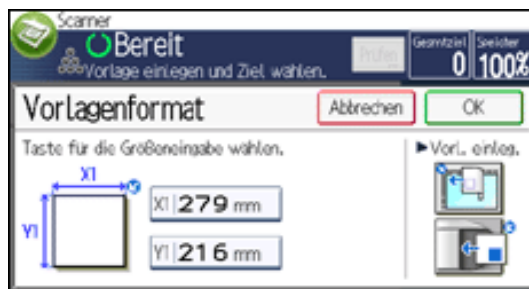 Scanner
Bereit
Vorlage einlegen und Ziel wählen.
Prüfen
Gesamtziel
0
Speicher
100%
Vorlagenformat
Abbrechen
OK
Taste für die Größeneingabe wählen.
►Vorl. einleg.
X1
Y1
X1 279 mm
Y1 216 mm